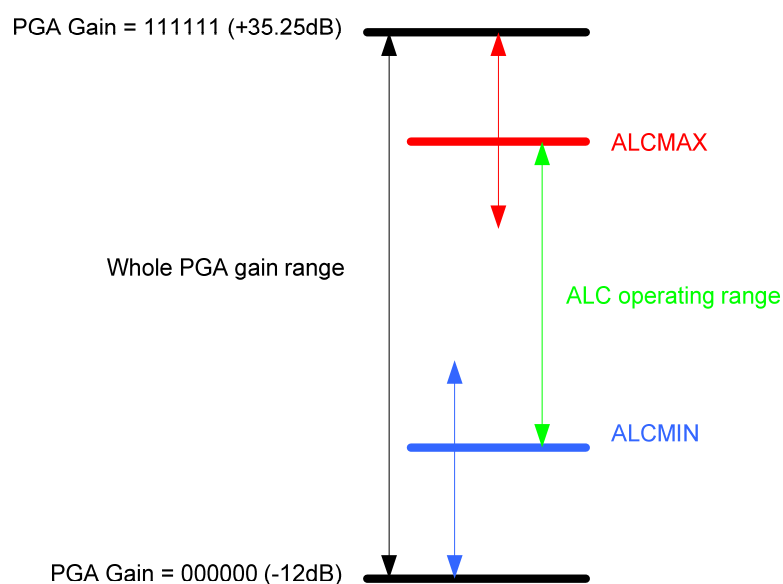 PGA Gain = 111111 (+35.25dB)
ALCMAX
Whole PGA gain range
ALC operating range
ALCMIN
PGA Gain = 000000 (-12dB)